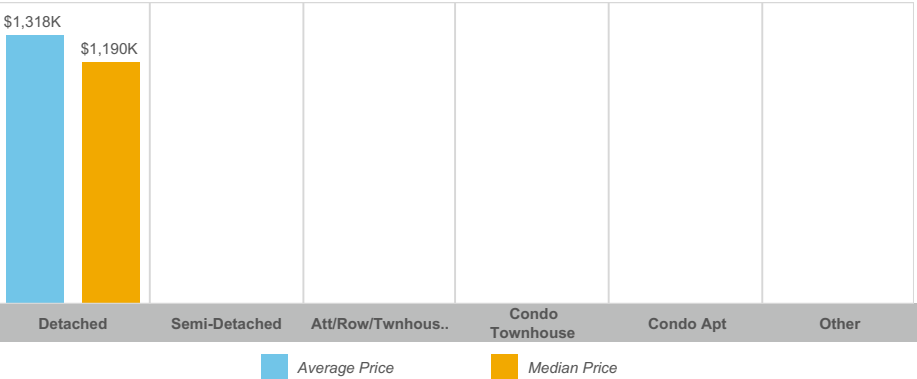 $1,318K
$1,190K
Detached
Semi-Detached
Att/Row/Twnhous..
Condo
Townhouse
Condo Apt
Other
Average Price
Median Price